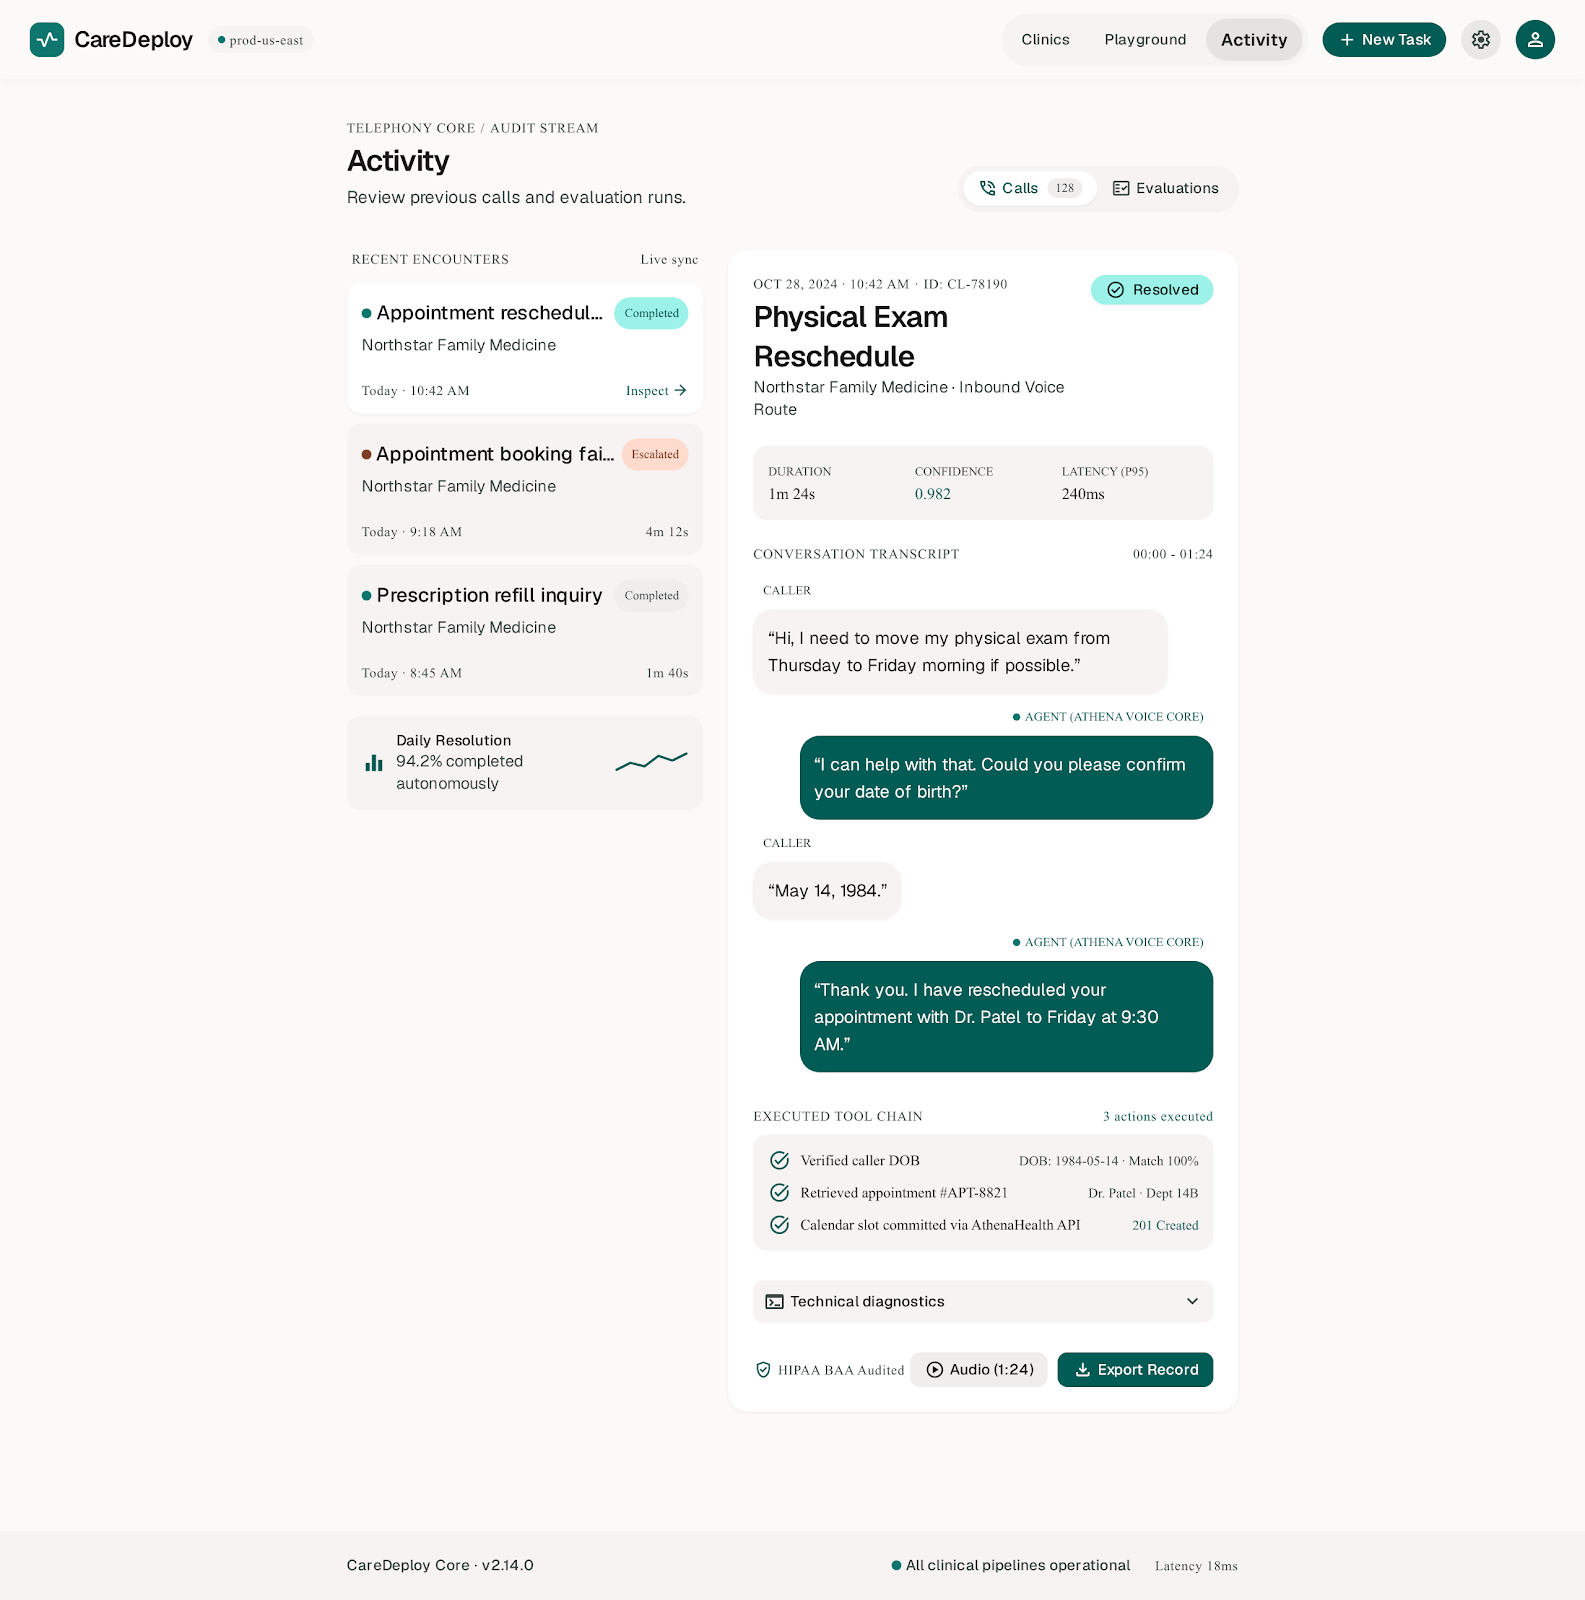 CareDeploy
prod-us-east
Clinics
Playground
Activity
New Task
TELEPHONY CORE / AUDIT STREAM
Activity
Review previous calls and evaluation runs.
Calls 128
Evaluations
RECENT ENCOUNTERS
Live sync
Appointment reschedul...
Completed
Northstar Family Medicine
Today · 10:42 AM
Inspect →
Appointment booking fai...
Escalated
Northstar Family Medicine
Today · 9:18 AM
4m 12s
Prescription refill inquiry
Completed
Northstar Family Medicine
Today · 8:45 AM
1m 40s
Daily Resolution
94.2% completed
autonomously
OCT 28, 2024 · 10:42 AM · ID: CL-78190
Resolved
Physical Exam
Reschedule
Northstar Family Medicine · Inbound Voice
Route
DURATION
1m 24s
CONFIDENCE
0.982
LATENCY (P95)
240ms
CONVERSATION TRANSCRIPT
00:00 - 01:24
CALLER
“Hi, I need to move my physical exam from
Thursday to Friday morning if possible.”
AGENT (ATHENA VOICE CORE)
“I can help with that. Could you please confirm
your date of birth?”
CALLER
“May 14, 1984.”
AGENT (ATHENA VOICE CORE)
“Thank you. I have rescheduled your
appointment with Dr. Patel to Friday at 9:30
AM.”
EXECUTED TOOL CHAIN
3 actions executed
Verified caller DOB
DOB: 1984-05-14 · Match 100%
Retrieved appointment #APT-8821
Dr. Patel · Dept 14B
Calendar slot committed via AthenaHealth API
201 Created
Technical diagnostics
HIPAA BAA Audited
Audio (1:24)
Export Record
CareDeploy Core · v2.14.0
All clinical pipelines operational
Latency 18ms